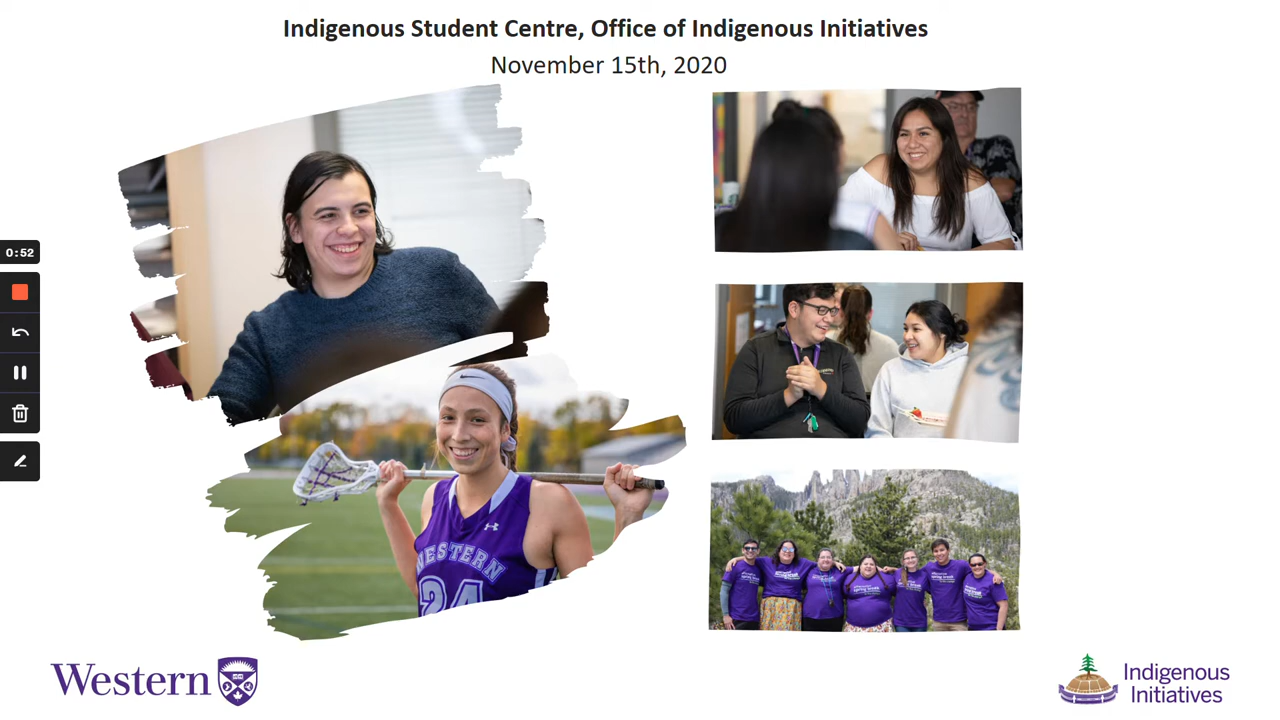 Indigenous Student Centre, Office of Indigenous Initiatives
November 15th, 2020
0:52
WESTERN
24
Western
Indigenous
Initiatives